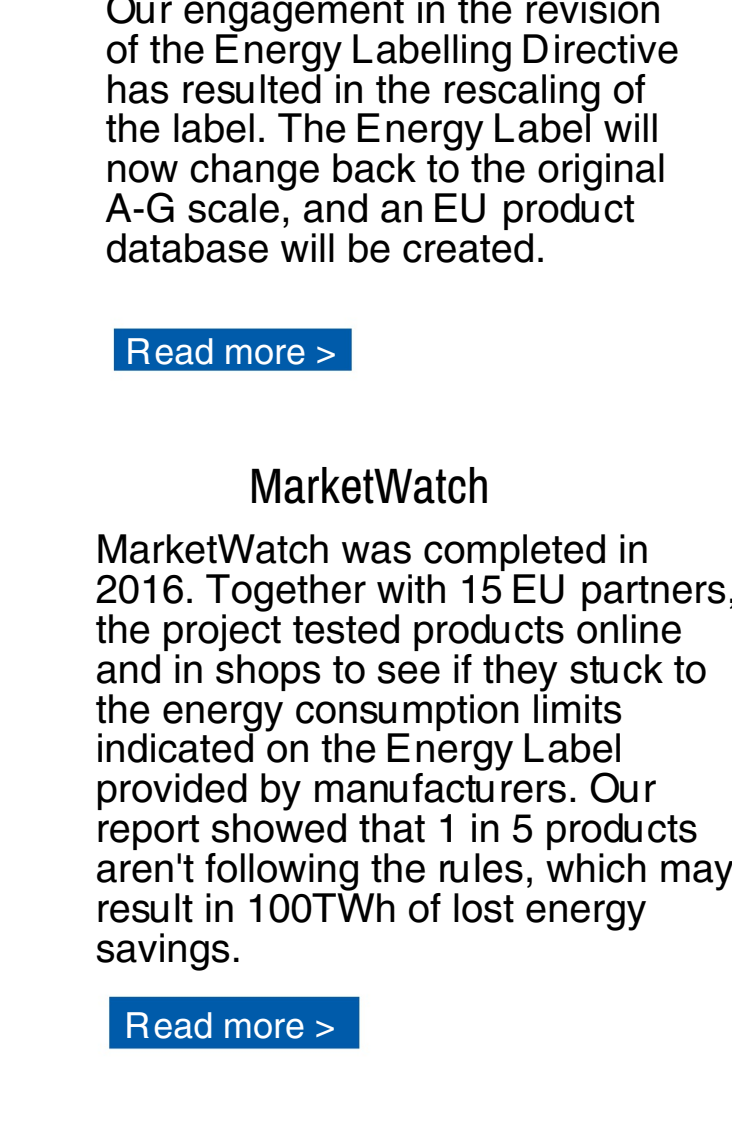 Our engagement in the revision
of the Energy Labelling Directive
has resulted in the rescaling of
the label. The Energy Label will
now change back to the original
A-G scale, and an EU product
database will be created.
Read more >
MarketWatch
MarketWatch was completed in
2016. Together with 15 EU partners,
the project tested products online
and in shops to see if they stuck to
the energy consumption limits
indicated on the Energy Label
provided by manufacturers. Our
report showed that 1 in 5 products
aren't following the rules, which may
result in 100TWh of lost energy
savings.
Read more >